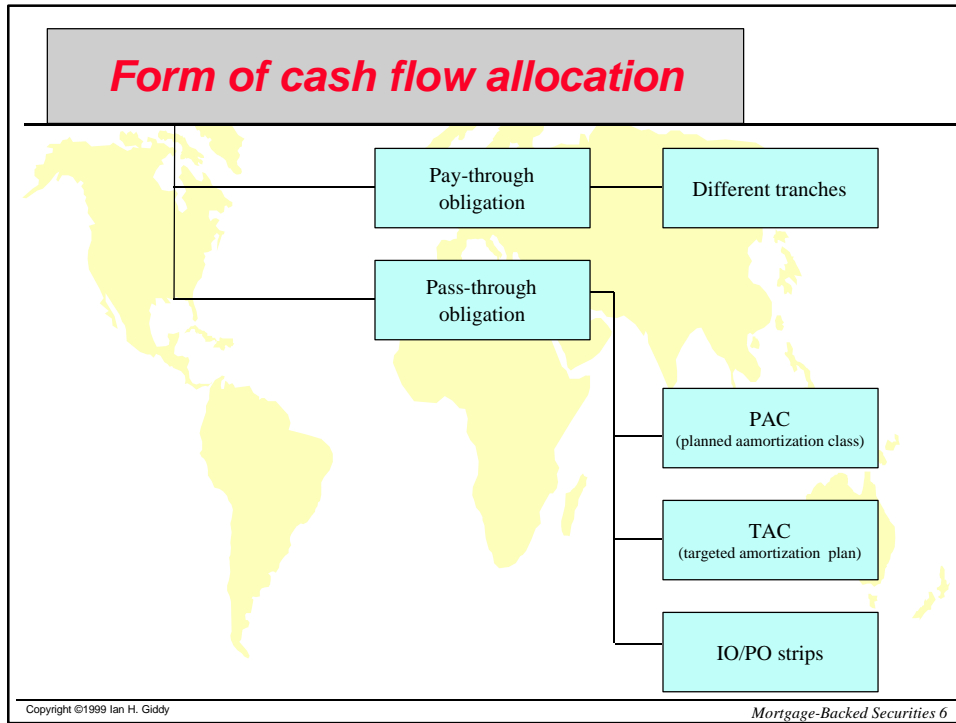 Form of cash flow allocation
Pay-through
obligation
Different tranches
Pass-through
obligation
PAC
(planned aamortization class)
TAC
(targeted amortization plan)
IO/PO strips
Copyright ©1999 Ian H. Giddy
Mortgage-Backed Securities 6